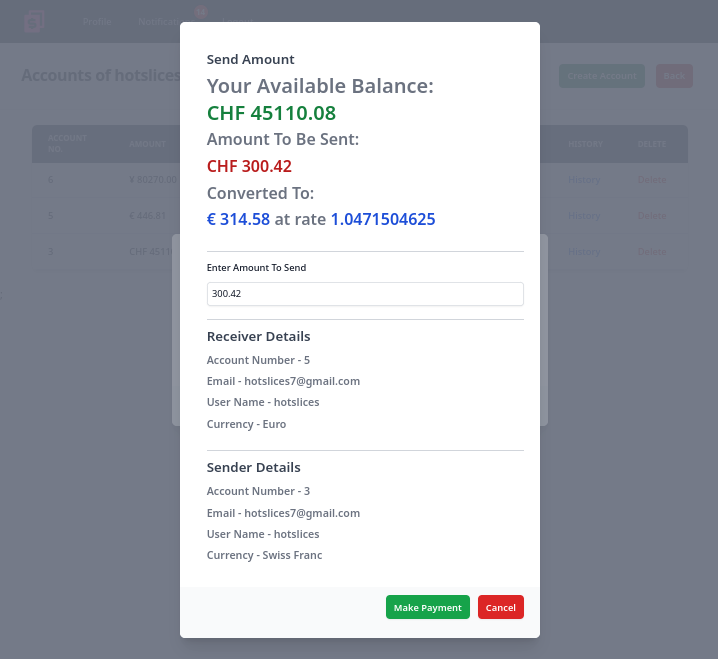 Profile
Accounts of hotslices
Create Account
Back
ACCOUNT
NO.
AMOUNT
HISTORY
DELETE
6
¥ 80270.00
History
Delete
5
€ 448.81
History
Delete
3
CHF 4511
History
Delete
Send Amount
Your Available Balance:
CHF 45110.08
Amount To Be Sent:
CHF 300.42
Converted To:
€ 314.58 at rate 1.0471504625
Enter Amount To Send
300.42
Receiver Details
Account Number - 5
Email - hotslices7@gmail.com
User Name - hotslices
Currency - Euro
Sender Details
Account Number - 3
Email - hotslices7@gmail.com
User Name - hotslices
Currency - Swiss Franc
Make Payment
Cancel